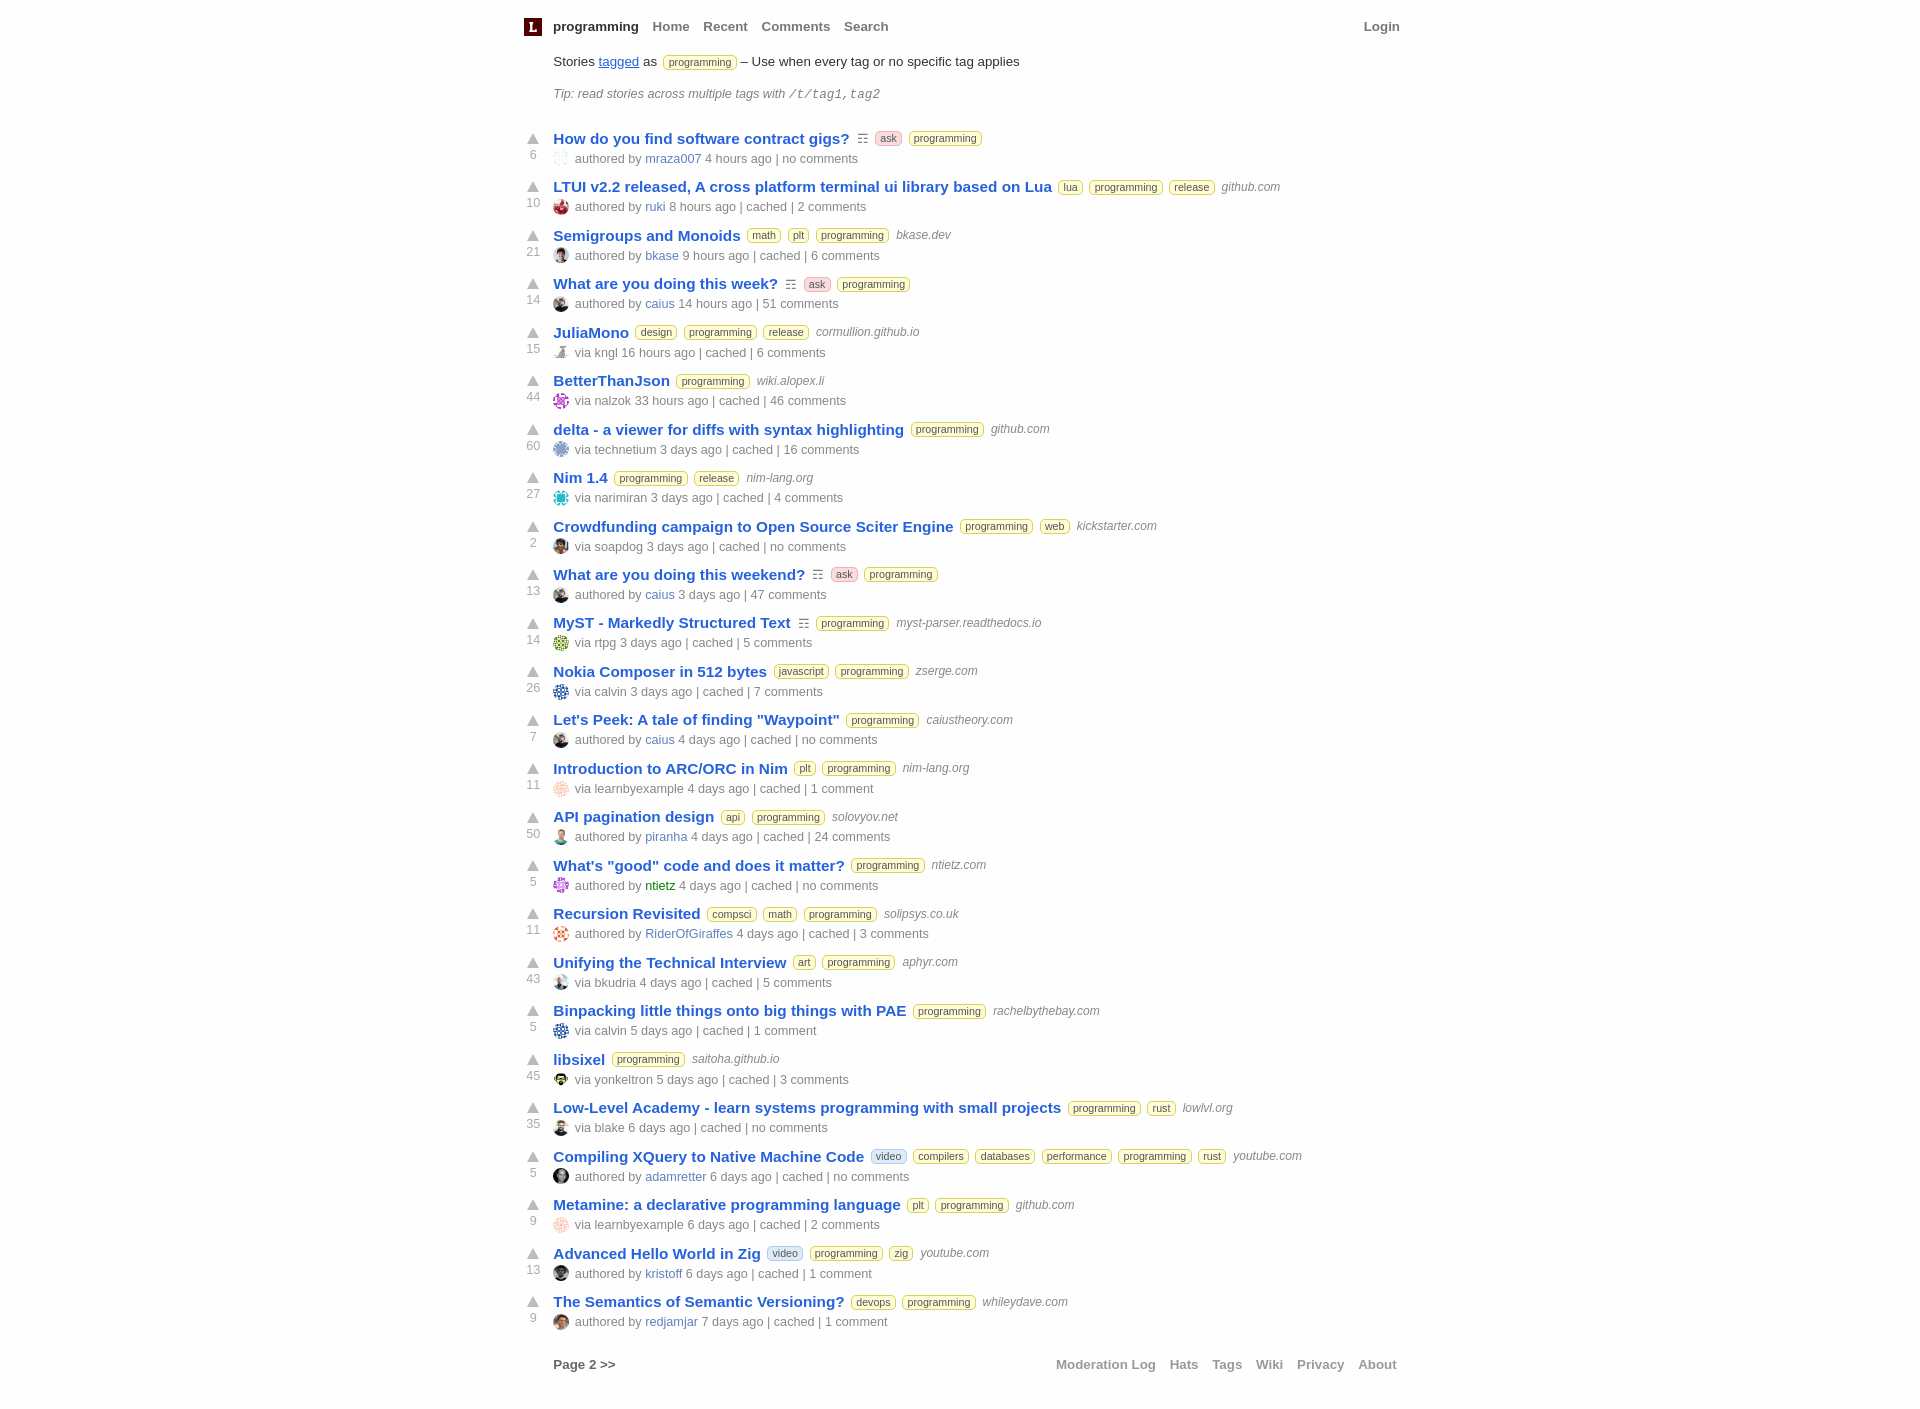 L programming Home Recent Comments Search Login
Stories tagged as programming – Use when every tag or no specific tag applies
Tip: read stories across multiple tags with /t/tag1,tag2
How do you find software contract gigs? ☶ ask programming
6 authored by mraza007 4 hours ago | no comments
LTUI v2.2 released, A cross platform terminal ui library based on Lua lua programming release github.com
10 authored by ruki 8 hours ago | cached | 2 comments
Semigroups and Monoids math plt programming bkase.dev
21 authored by bkase 9 hours ago | cached | 6 comments
What are you doing this week? ☶ ask programming
14 authored by caius 14 hours ago | 51 comments
JuliaMono design programming release cormullion.github.io
15 via kngl 16 hours ago | cached | 6 comments
BetterThanJson programming wiki.alopex.li
44 via nalzok 33 hours ago | cached | 46 comments
delta - a viewer for diffs with syntax highlighting programming github.com
60 via technetium 3 days ago | cached | 16 comments
Nim 1.4 programming release nim-lang.org
27 via narimiran 3 days ago | cached | 4 comments
Crowdfunding campaign to Open Source Sciter Engine programming web kickstarter.com
2 via soapdog 3 days ago | cached | no comments
What are you doing this weekend? ☶ ask programming
13 authored by caius 3 days ago | 47 comments
MyST - Markedly Structured Text ☶ programming myst-parser.readthedocs.io
14 via rtpg 3 days ago | cached | 5 comments
Nokia Composer in 512 bytes javascript programming zserge.com
26 via calvin 3 days ago | cached | 7 comments
Let's Peek: A tale of finding "Waypoint" programming caiustheory.com
7 authored by caius 4 days ago | cached | no comments
Introduction to ARC/ORC in Nim plt programming nim-lang.org
11 via learnbyexample 4 days ago | cached | 1 comment
API pagination design api programming solovyov.net
50 authored by piranha 4 days ago | cached | 24 comments
What's "good" code and does it matter? programming ntietz.com
5 authored by ntietz 4 days ago | cached | no comments
Recursion Revisited compsci math programming solipsys.co.uk
11 authored by RiderOfGiraffes 4 days ago | cached | 3 comments
Unifying the Technical Interview art programming aphyr.com
43 via bkudria 4 days ago | cached | 5 comments
Binpacking little things onto big things with PAE programming rachelbythebay.com
5 via calvin 5 days ago | cached | 1 comment
libsixel programming saitoha.github.io
45 via yonkeltron 5 days ago | cached | 3 comments
Low-Level Academy - learn systems programming with small projects programming rust lowlvl.org
35 via blake 6 days ago | cached | no comments
Compiling XQuery to Native Machine Code video compilers databases performance programming rust youtube.com
5 authored by adamretter 6 days ago | cached | no comments
Metamine: a declarative programming language plt programming github.com
9 via learnbyexample 6 days ago | cached | 2 comments
Advanced Hello World in Zig video programming zig youtube.com
13 authored by kristoff 6 days ago | cached | 1 comment
The Semantics of Semantic Versioning? devops programming whileydave.com
9 authored by redjamjar 7 days ago | cached | 1 comment
Page 2 >> Moderation Log Hats Tags Wiki Privacy About